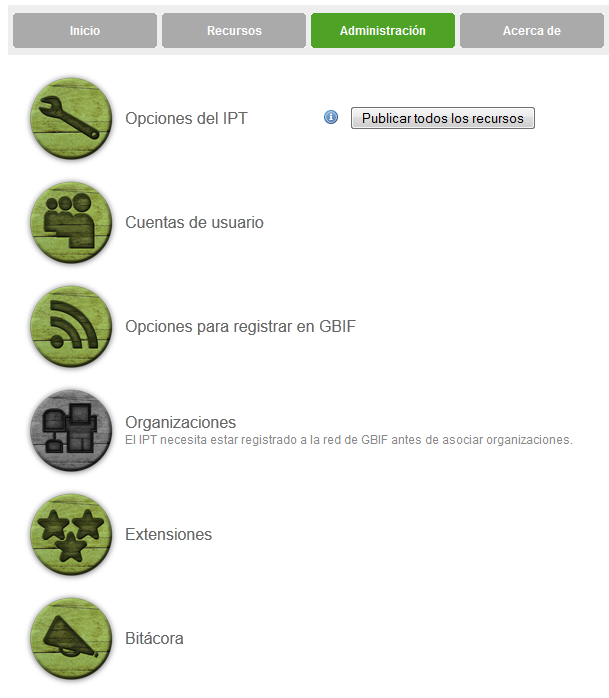 Inicio
Recursos
Administración
Acerca de
Opciones del IPT
Publicar todos los recursos
Cuentas de usuario
Opciones para registrar en GBIF
Organizaciones
El IPT necesita estar registrado a la red de GBIF antes de asociar organizaciones.
Extensiones
Bitácora